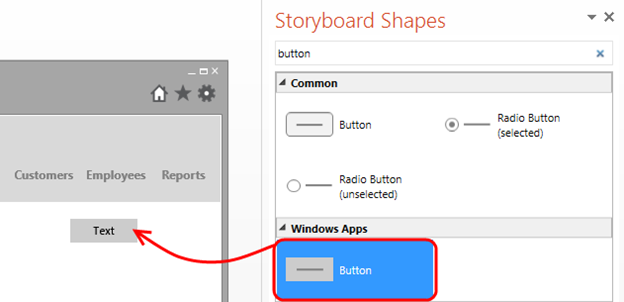 Storyboard Shapes
button
Common
Button
Radio Button
(selected)
Radio Button
(unselected)
Windows Apps
Button
Customers Employees Reports
Text